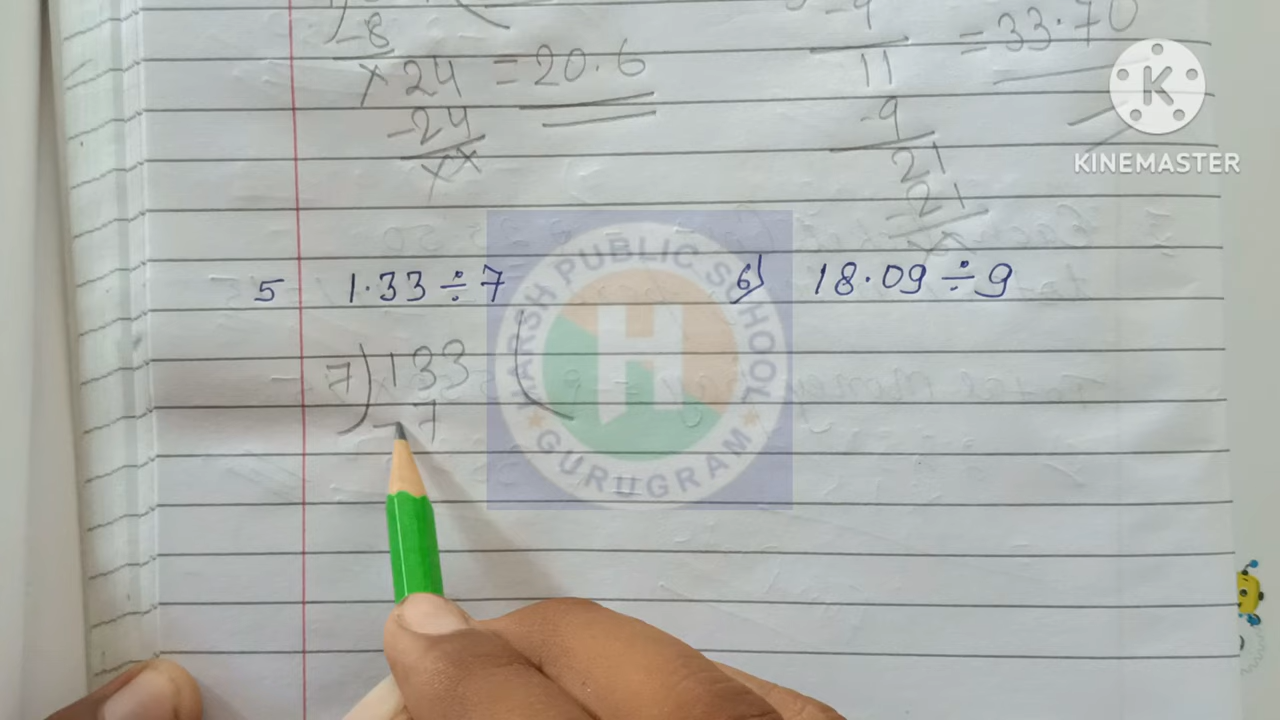 -8
-9
× 24 = 20.6
11 = 33.70
-24
-9
××
21
-21
××
5 1.33 ÷ 7
6) 18.09 ÷ 9
7) 133 (
-7
K
KINEMASTER
HARSH PUBLIC SCHOOL
H
GURUGRAM